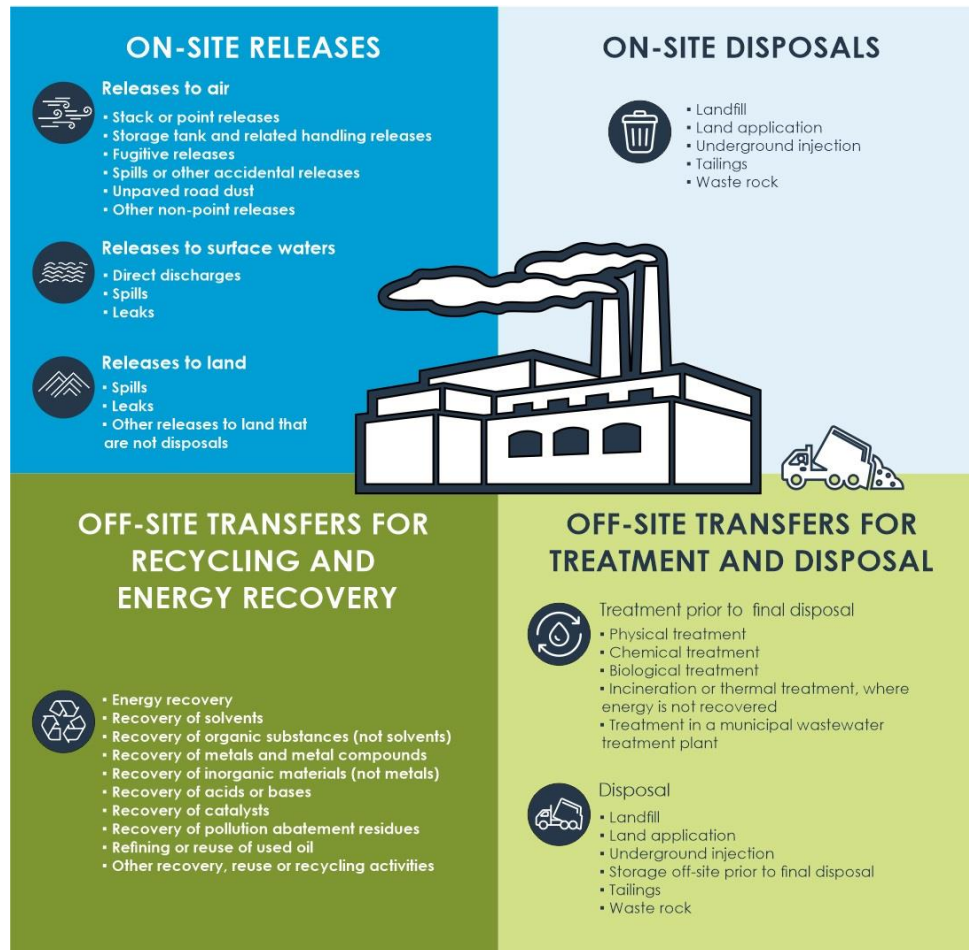 ON-SITE RELEASES
Releases to air
▪ Stack or point releases
▪ Storage tank and related handling releases
▪ Fugitive releases
▪ Spills or other accidental releases
▪ Unpaved road dust
▪ Other non-point releases
Releases to surface waters
▪ Direct discharges
▪ Spills
▪ Leaks
Releases to land
▪ Spills
▪ Leaks
▪ Other releases to land that
are not disposals
ON-SITE DISPOSALS
▪ Landfill
▪ Land application
▪ Underground injection
▪ Tailings
▪ Waste rock
OFF-SITE TRANSFERS FOR
RECYCLING AND
ENERGY RECOVERY
▪ Energy recovery
▪ Recovery of solvents
▪ Recovery of organic substances (not solvents)
▪ Recovery of metals and metal compounds
▪ Recovery of inorganic materials (not metals)
▪ Recovery of acids or bases
▪ Recovery of catalysts
▪ Recovery of pollution abatement residues
▪ Refining or reuse of used oil
▪ Other recovery, reuse or recycling activities
OFF-SITE TRANSFERS FOR
TREATMENT AND DISPOSAL
Treatment prior to final disposal
▪ Physical treatment
▪ Chemical treatment
▪ Biological treatment
▪ Incineration or thermal treatment, where
energy is not recovered
▪ Treatment in a municipal wastewater
treatment plant
Disposal
▪ Landfill
▪ Land application
▪ Underground injection
▪ Storage off-site prior to final disposal
▪ Tailings
▪ Waste rock